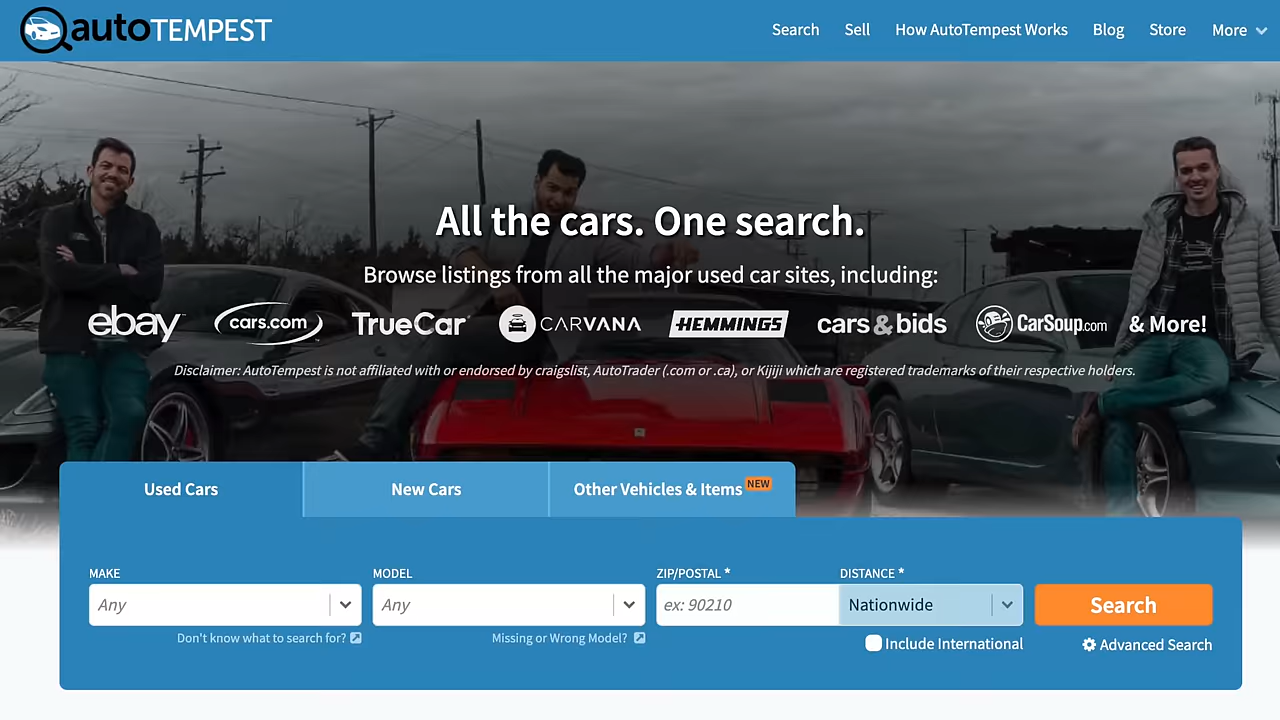 autoTEMPEST
Search Sell How AutoTempest Works Blog Store More
All the cars. One search.
Browse listings from all the major used car sites, including:
ebay™ cars.com™ TrueCar® CARVANA HEMMINGS cars & bids CarSoup.com & More!
Disclaimer: AutoTempest is not affiliated with or endorsed by craigslist, AutoTrader (.com or .ca), or Kijiji which are registered trademarks of their respective holders.
Used Cars New Cars Other Vehicles & Items NEW
MAKE MODEL ZIP/POSTAL * DISTANCE *
Any Any ex: 90210 Nationwide Search
Don't know what to search for? Missing or Wrong Model? Include International Advanced Search